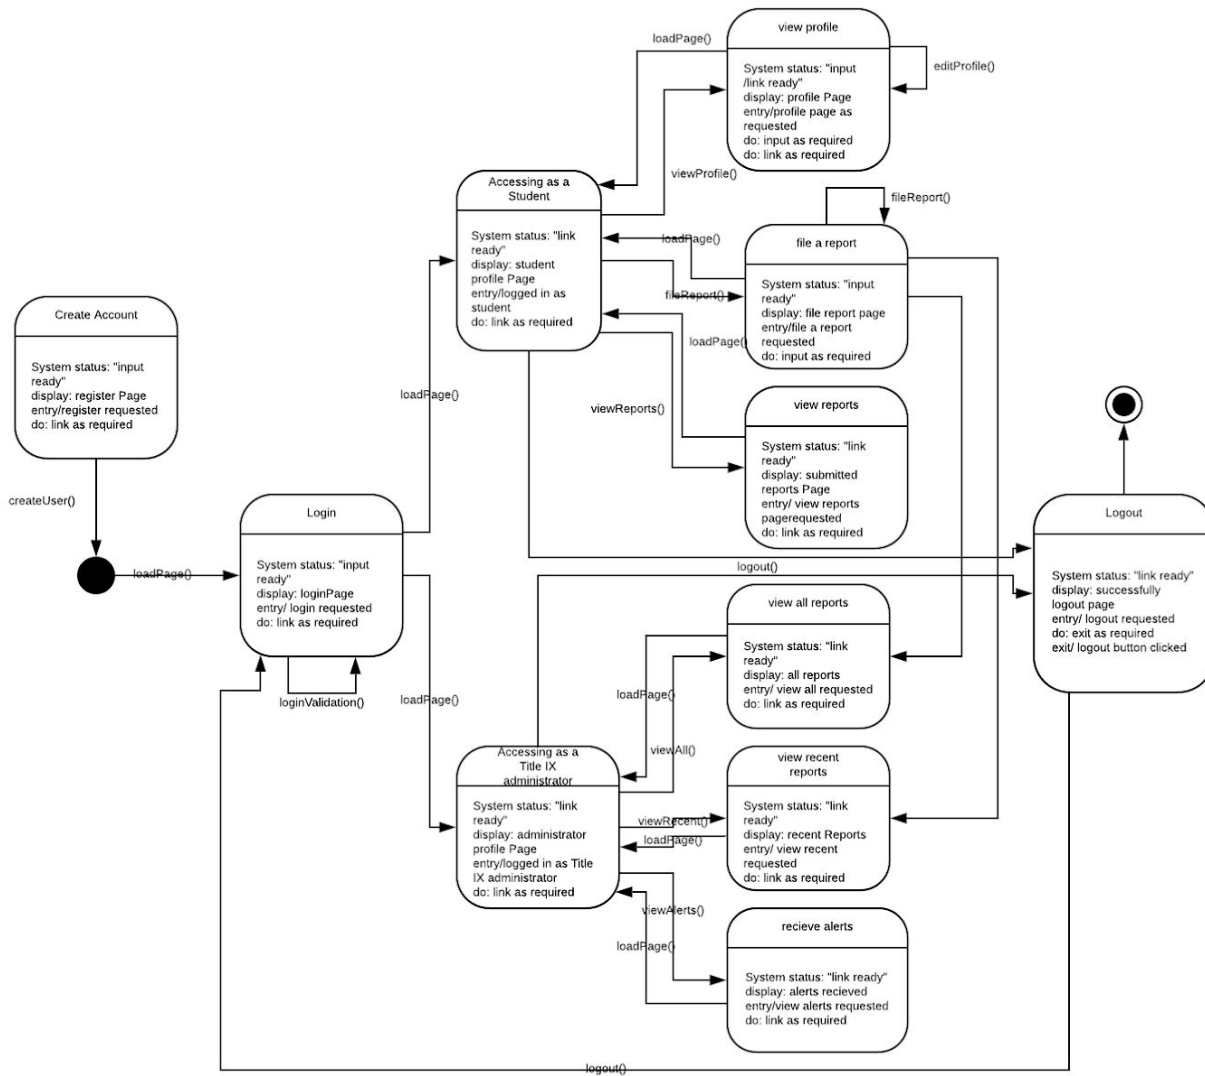 view profile
System status: "input
/link ready"
display: profile Page
entry/profile page as
requested
do: input as required
do: link as required
loadPage()
editProfile()
viewProfile()
Accessing as a
Student
System status: "link
ready"
display: student
profile Page
entry/logged in as
student
do: link as required
fileReport()
file a report
System status: "input
ready"
display: file report page
entry/file a report
requested
do: input as required
loadPage()
fileReport()
loadPage()
viewReports()
view reports
System status: "link
ready"
display: submitted
reports Page
entry/ view reports
pagerequested
do: link as required
Create Account
System status: "input
ready"
display: register Page
entry/register requested
do: link as required
createUser()
loadPage()
loadPage()
Login
System status: "input
ready"
display: loginPage
entry/ login requested
do: link as required
loginValidation()
loadPage()
logout()
Logout
System status: "link ready"
display: successfully
logout page
entry/ logout requested
do: exit as required
exit/ logout button clicked
view all reports
System status: "link
ready"
display: all reports
entry/ view all requested
do: link as required
loadPage()
viewAll()
Accessing as a
Title IX
administrator
System status: "link
ready"
display: administrator
profile Page
entry/logged in as Title
IX administrator
do: link as required
view recent
reports
System status: "link
ready"
display: recent Reports
entry/ view recent
requested
do: link as required
viewRecent()
loadPage()
viewAlerts()
loadPage()
recieve alerts
System status: "link ready"
display: alerts recieved
entry/view alerts requested
do: link as required
logout()